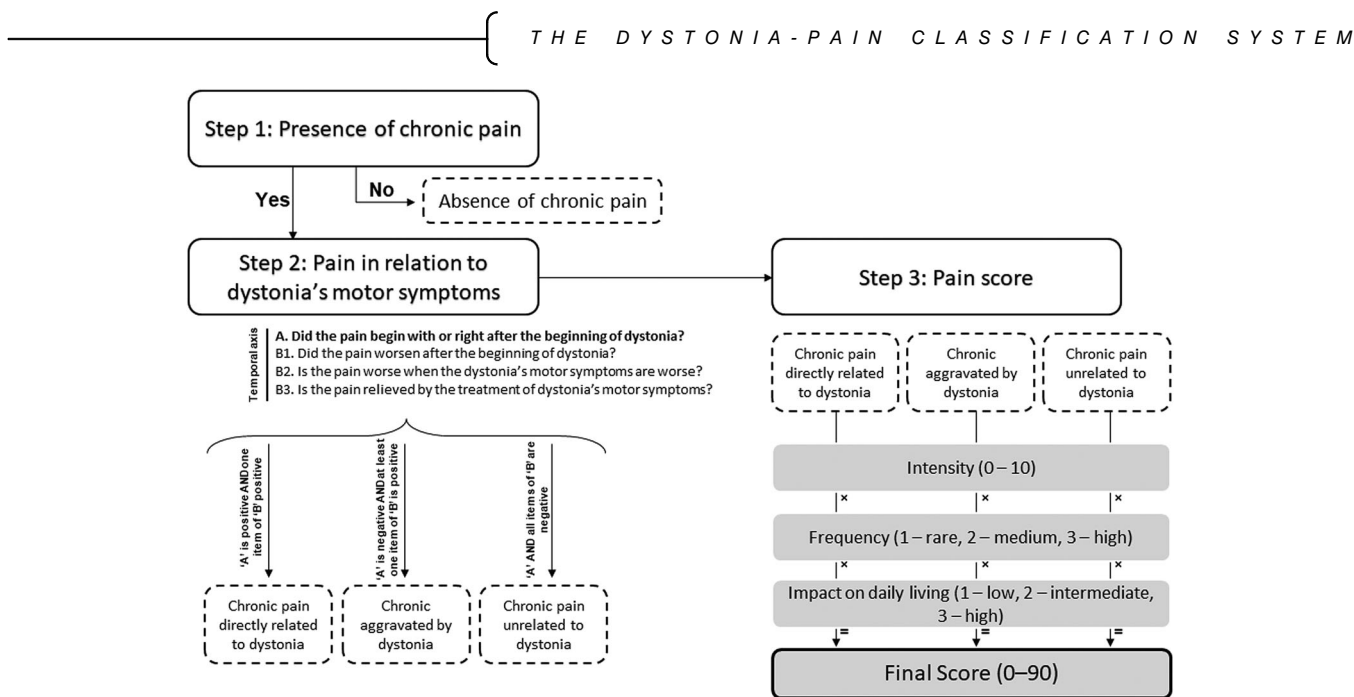 THE DYSTONIA-PAIN CLASSIFICATION SYSTEM
Step 1: Presence of chronic pain
Yes
No
Absence of chronic pain
Step 2: Pain in relation to
dystonia's motor symptoms
Temporal axis
A. Did the pain begin with or right after the beginning of dystonia?
B1. Did the pain worsen after the beginning of dystonia?
B2. Is the pain worse when the dystonia's motor symptoms are worse?
B3. Is the pain relieved by the treatment of dystonia's motor symptoms?
'A' is positive AND one
item of 'B' positive
'A' is negative AND at least
one item of 'B' is positive
'A' AND all items of 'B' are
negative
Chronic pain
directly related
to dystonia
Chronic
aggravated by
dystonia
Chronic pain
unrelated to
dystonia
Step 3: Pain score
Chronic pain
directly related
to dystonia
Chronic
aggravated by
dystonia
Chronic pain
unrelated to
dystonia
Intensity (0 – 10)
× × ×
Frequency (1 – rare, 2 – medium, 3 – high)
× × ×
Impact on daily living (1 – low, 2 – intermediate,
3 – high)
= = =
Final Score (0–90)